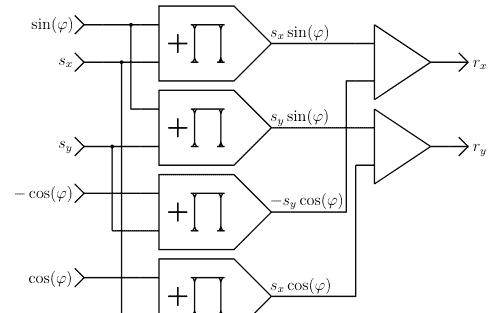 sin(φ)
s_x
s_y
− cos(φ)
cos(φ)
s_x sin(φ)
s_y sin(φ)
−s_y cos(φ)
s_x cos(φ)
r_x
r_y